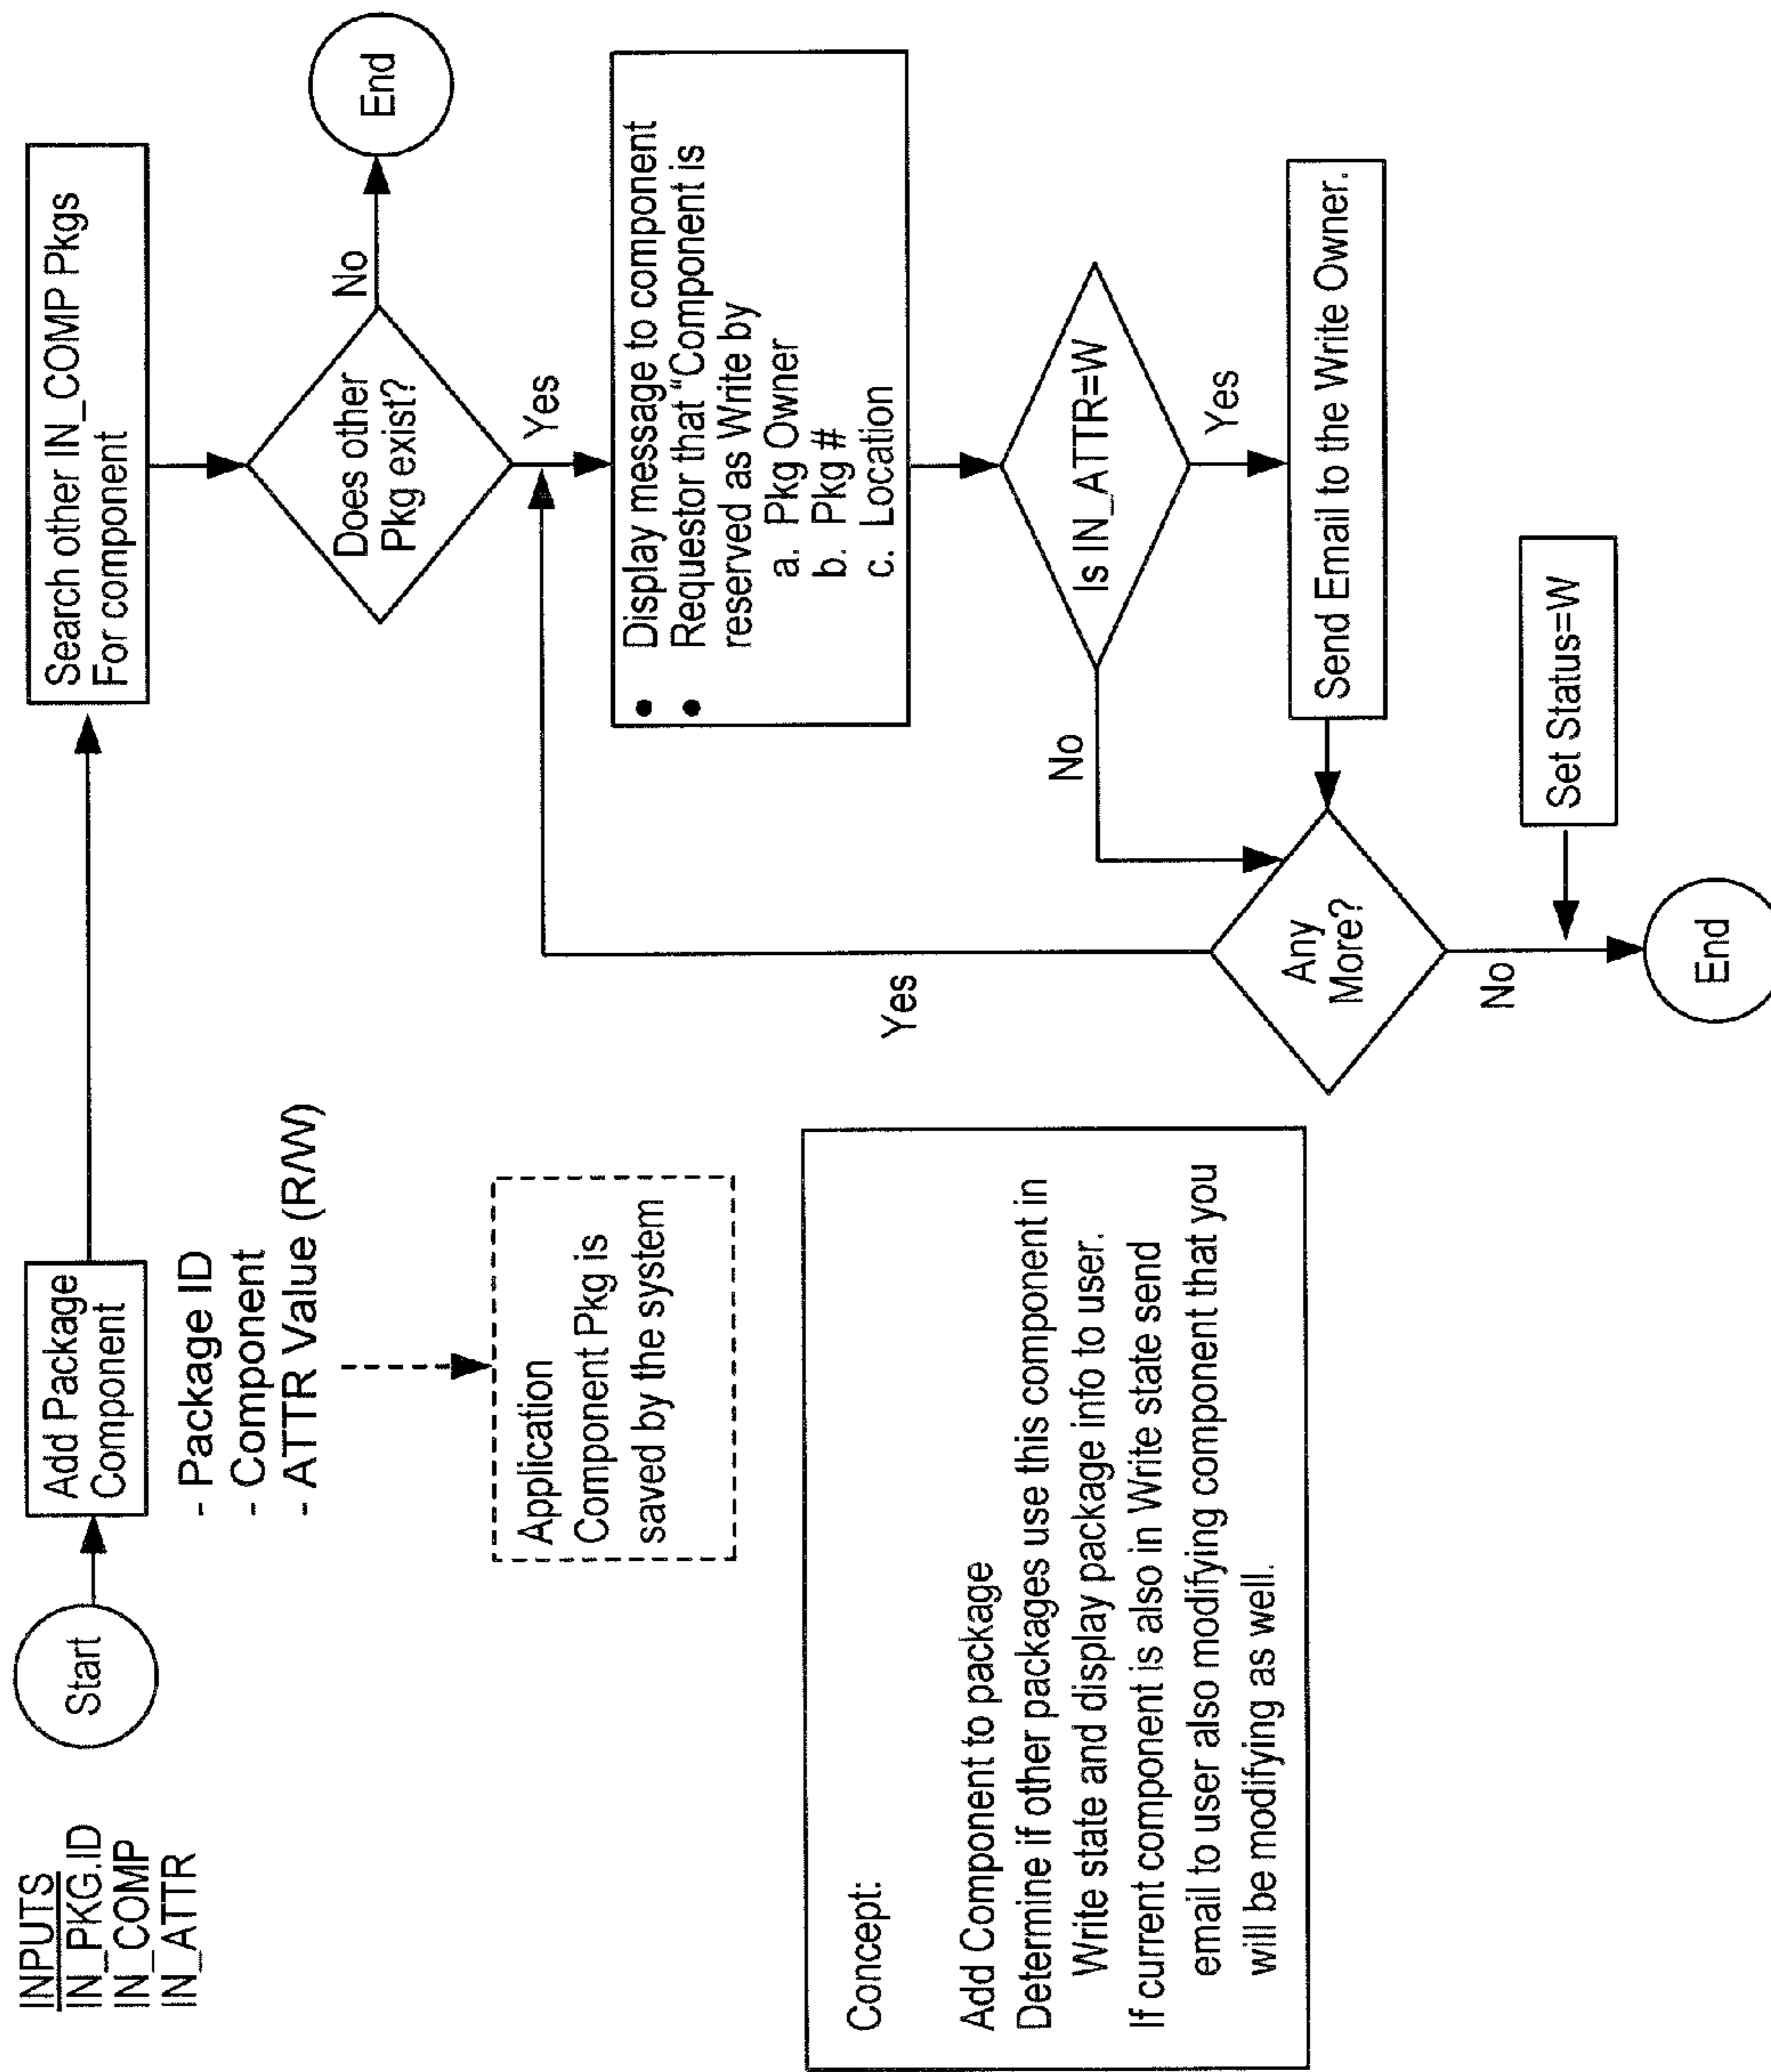 INPUTS
IN_PKG.ID
IN_COMP
IN_ATTR
Start
Add Package
Component
- Package ID
- Component
- ATTR Value (R/W)
Application
Component Pkg is
saved by the system
Search other IN_COMP Pkgs
For component
Does other
Pkg exist?
No
End
Yes
• Display message to component
• Requestor that "Component is
reserved as Write by
a. Pkg Owner
b. Pkg #
c. Location
Is IN_ATTR=W
No
Yes
Send Email to the Write Owner.
Any
More?
Yes
No
Set Status=W
End
Concept:
Add Component to package
Determine if other packages use this component in
Write state and display package info to user.
If current component is also in Write state send
email to user also modifying component that you
will be modifying as well.